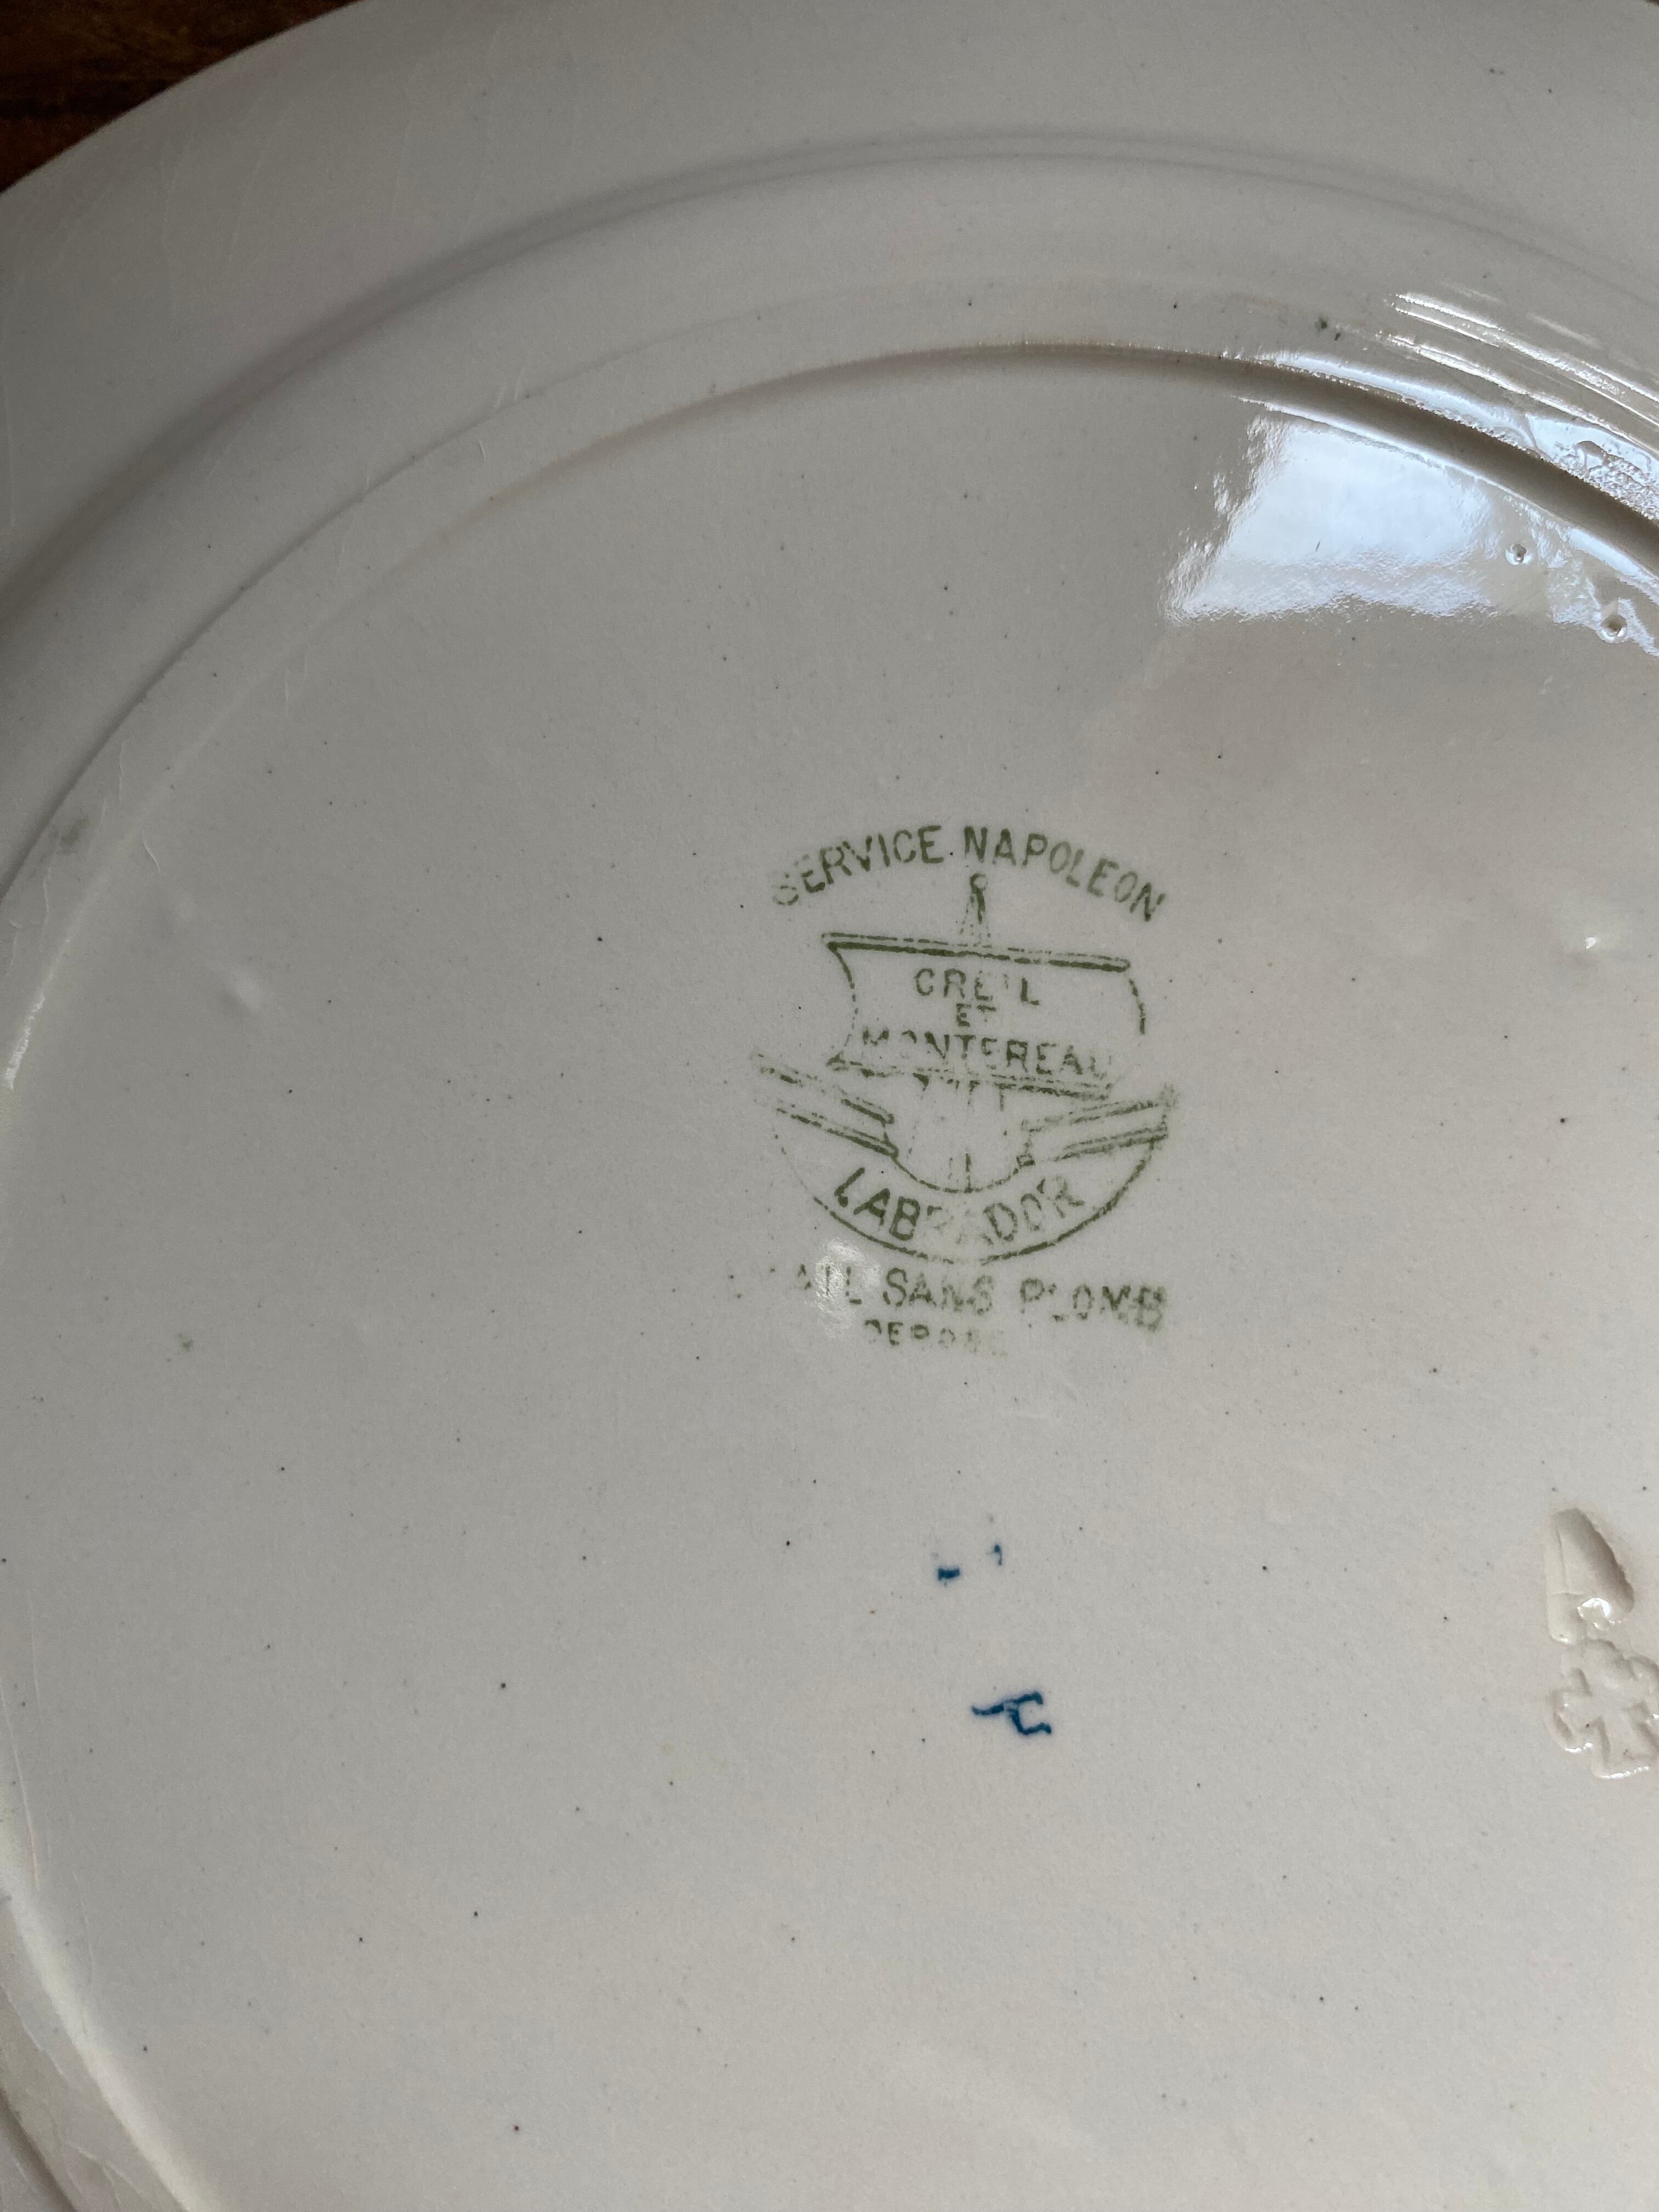 SERVICE NAPOLEON
CREIL
ET
MONTEREAU
LABRADOR
SANS PLOMB